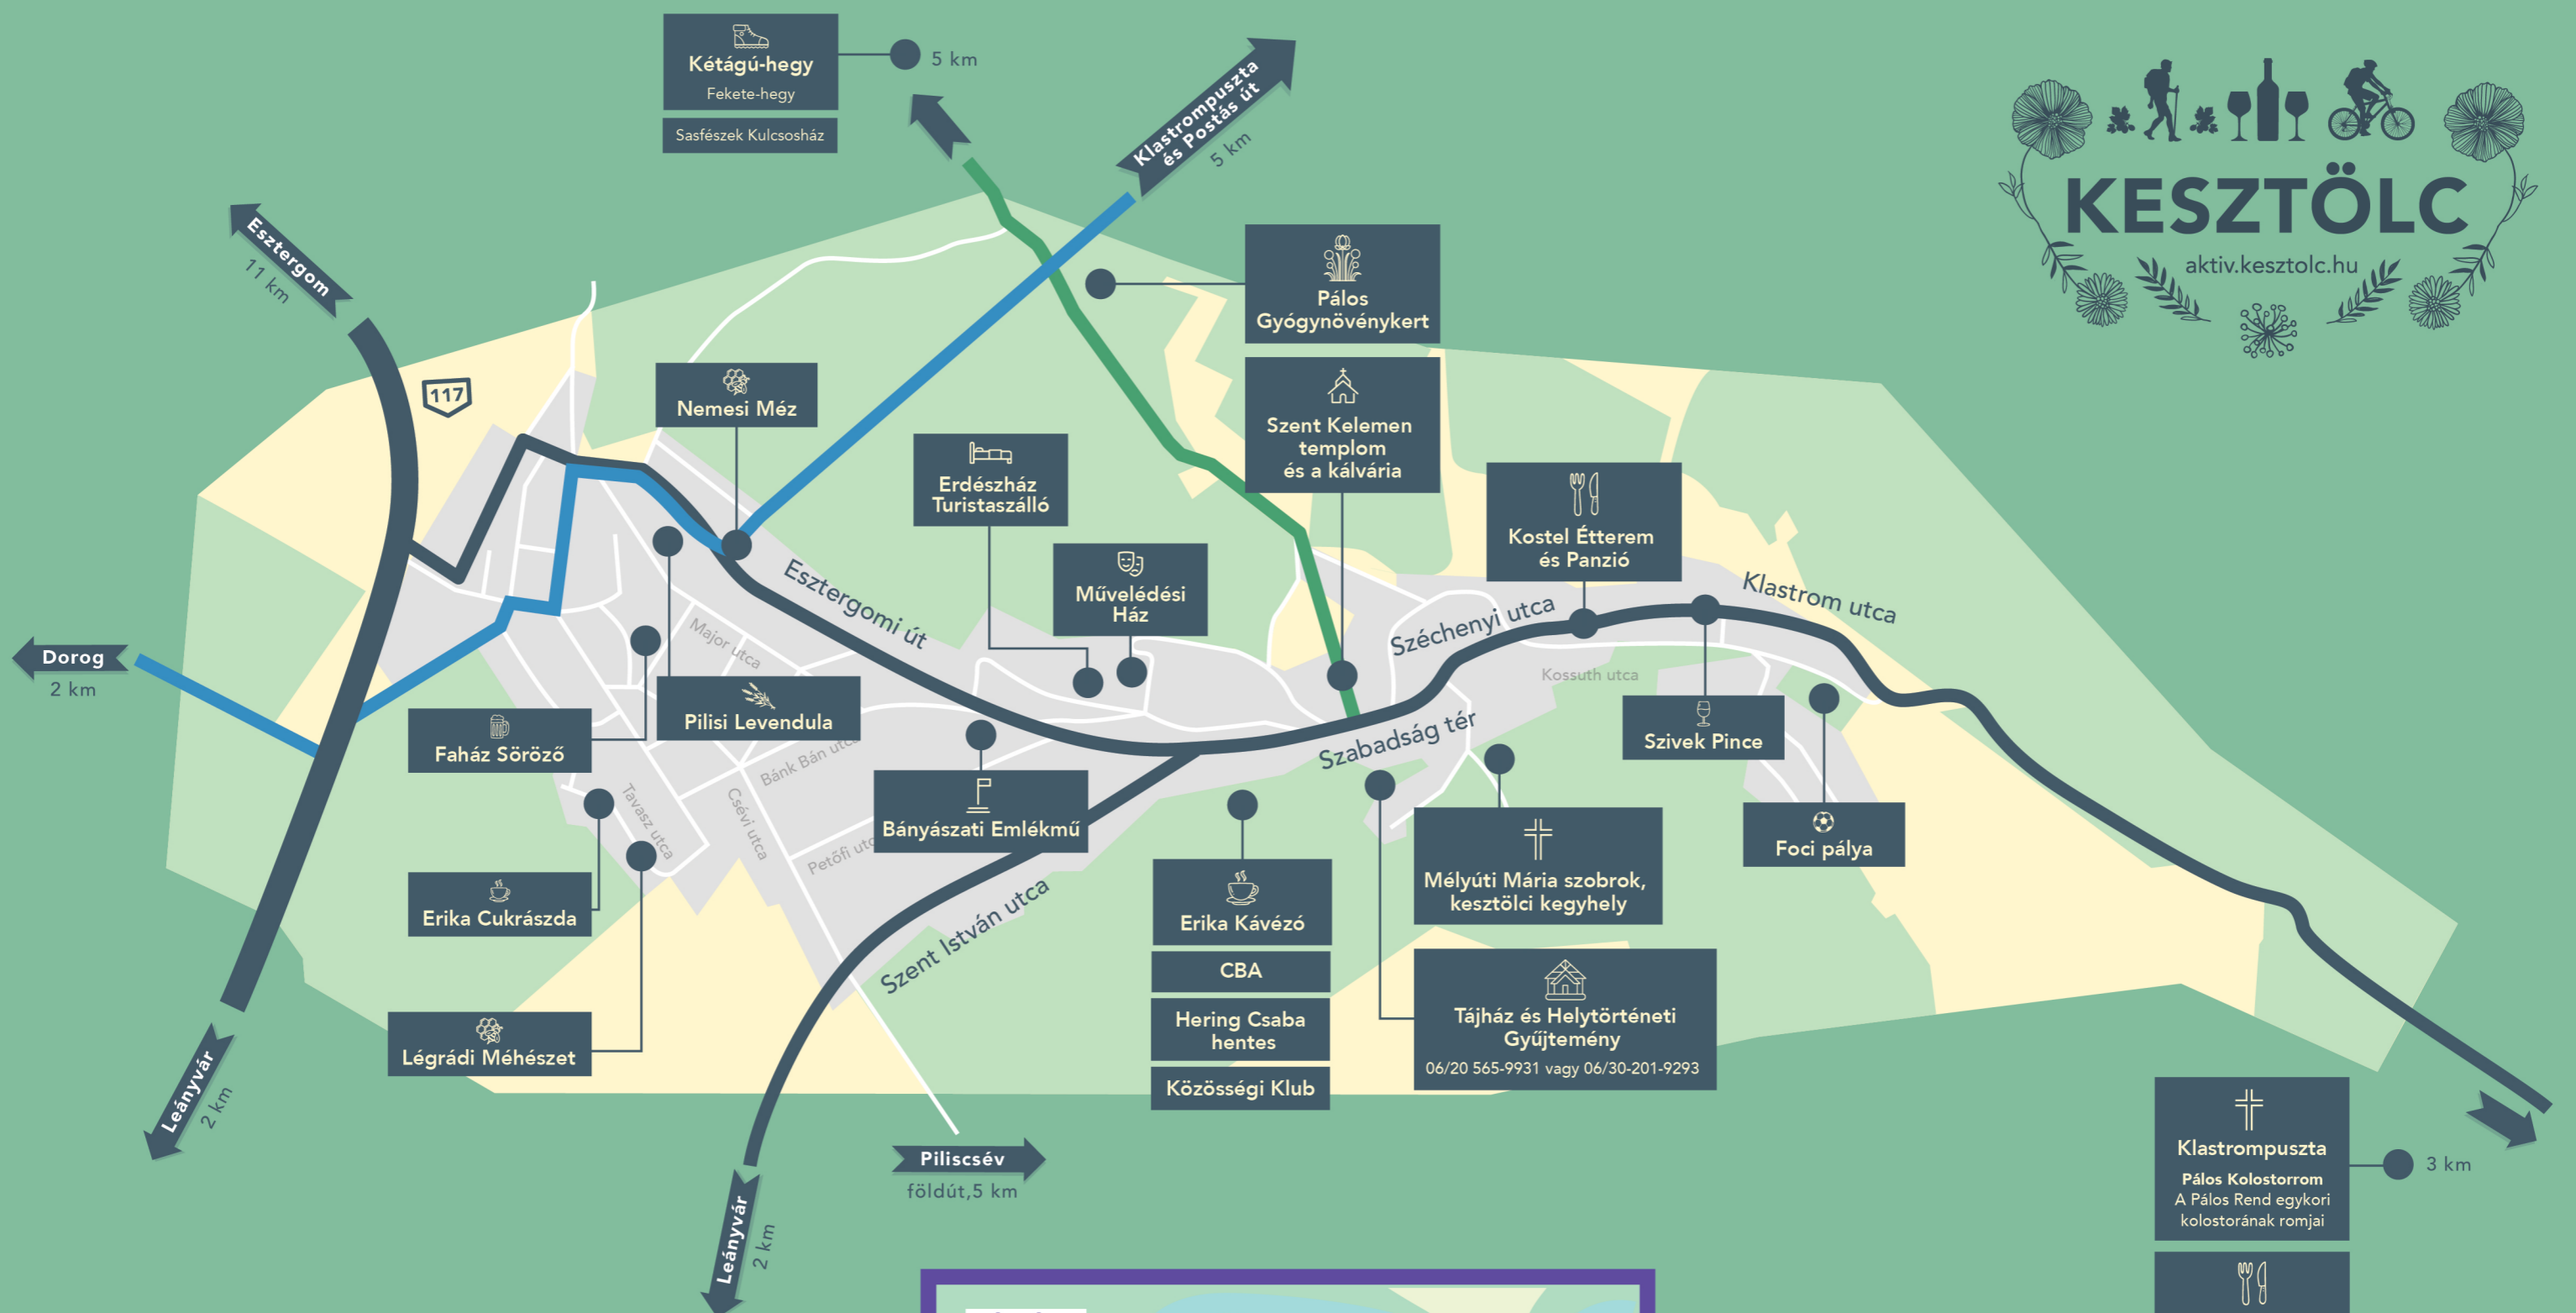 Kétágú-hegy
Fekete-hegy
Sasfészek Kulcsosház
5 km
Klastrompuszta
és Postás út
5 km
KESZTÖLC
aktiv.kesztolc.hu
Esztergom
11 km
117
Pálos
Gyógynövénykert
Nemesi Méz
Szent Kelemen
templom
és a kálvária
Erdészház
Turistaszálló
Kostel Étterem
és Panzió
Művelődési
Ház
Esztergomi út
Széchenyi utca
Klastrom utca
Major utca
Dorog
2 km
Kossuth utca
Pilisi Levendula
Faház Söröző
Szabadság tér
Szivek Pince
Bánk Bán utca
Tavasz utca
Csévi utca
Bányászati Emlékmű
Petőfi utc
Foci pálya
Erika Cukrászda
Szent István utca
Erika Kávézó
CBA
Hering Csaba
hentes
Közösségi Klub
Mélyúti Mária szobrok,
kesztölci kegyhely
Tájház és Helytörténeti
Gyűjtemény
06/20 565-9931 vagy 06/30-201-9293
Légrádi Méhészet
Leányvár
2 km
Piliscsév
földút,5 km
Leányvár
2 km
Klastrompuszta
Pálos Kolostorrom
A Pálos Rend egykori
kolostorának romjai
3 km